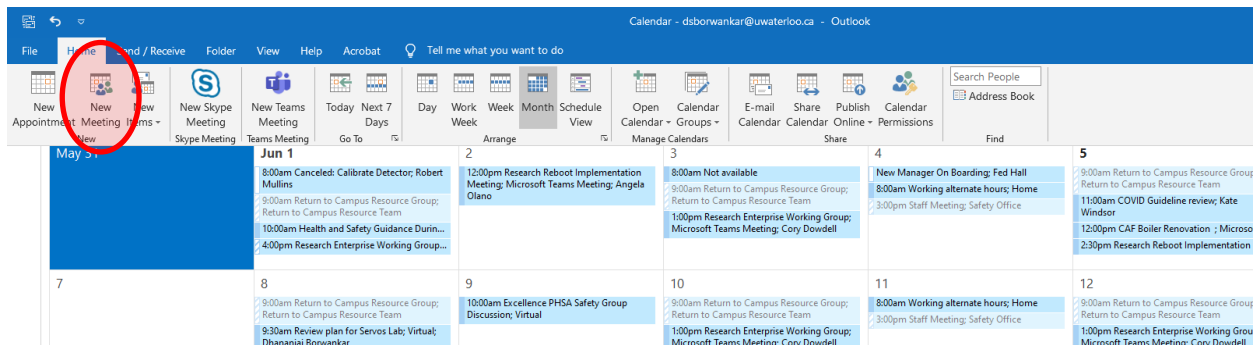 Calendar - dsborwankar@uwaterloo.ca - Outlook
File Home Send / Receive Folder View Help Acrobat Tell me what you want to do
New Appointment
New Meeting
New Items
New
New Skype Meeting
Skype Meeting
New Teams Meeting
Teams Meeting
Today
Next 7 Days
Go To
Day
Work Week
Week
Month
Schedule View
Arrange
Open Calendar
Calendar Groups
Manage Calendars
E-mail Calendar
Share Calendar
Publish Online
Calendar Permissions
Share
Search People
Address Book
Find
May 31
Jun 1
8:00am Canceled: Calibrate Detector; Robert
Mullins
9:00am Return to Campus Resource Group;
Return to Campus Resource Team
10:00am Health and Safety Guidance Durin...
4:00pm Research Enterprise Working Group...
2
12:00pm Research Reboot Implementation
Meeting; Microsoft Teams Meeting; Angela
Olano
3
8:00am Not available
9:00am Return to Campus Resource Group;
Return to Campus Resource Team
1:00pm Research Enterprise Working Group;
Microsoft Teams Meeting; Cory Dowdell
4
New Manager On Boarding; Fed Hall
8:00am Working alternate hours; Home
3:00pm Staff Meeting; Safety Office
5
9:00am Return to Campus Resource Group
Return to Campus Resource Team
11:00am COVID Guideline review; Kate
Windsor
12:00pm CAF Boiler Renovation ; Microso
2:30pm Research Reboot Implementation
7
8
9:00am Return to Campus Resource Group;
Return to Campus Resource Team
9:30am Review plan for Servos Lab; Virtual;
Dhananjai Borwankar
9
10:00am Excellence PHSA Safety Group
Discussion; Virtual
10
9:00am Return to Campus Resource Group;
Return to Campus Resource Team
1:00pm Research Enterprise Working Group;
Microsoft Teams Meeting; Cory Dowdell
11
8:00am Working alternate hours; Home
3:00pm Staff Meeting; Safety Office
12
9:00am Return to Campus Resource Group
Return to Campus Resource Team
1:00pm Research Enterprise Working Grou
Microsoft Teams Meeting; Cory Dowdell